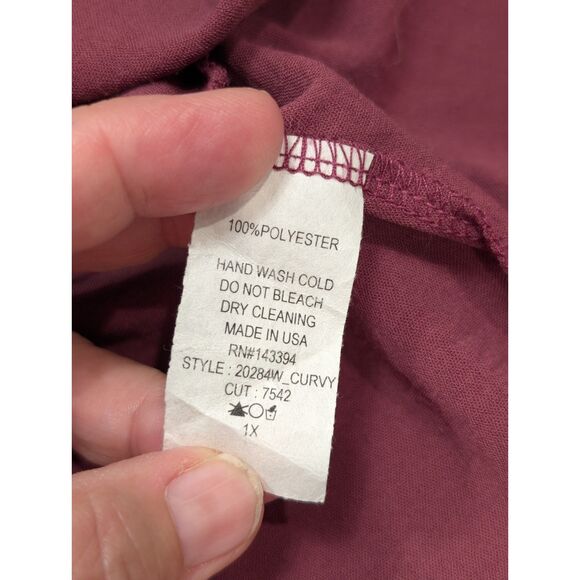 100%POLYESTER
HAND WASH COLD
DO NOT BLEACH
DRY CLEANING
MADE IN USA
RN#143394
STYLE : 20284W_CURVY
CUT : 7542
1X